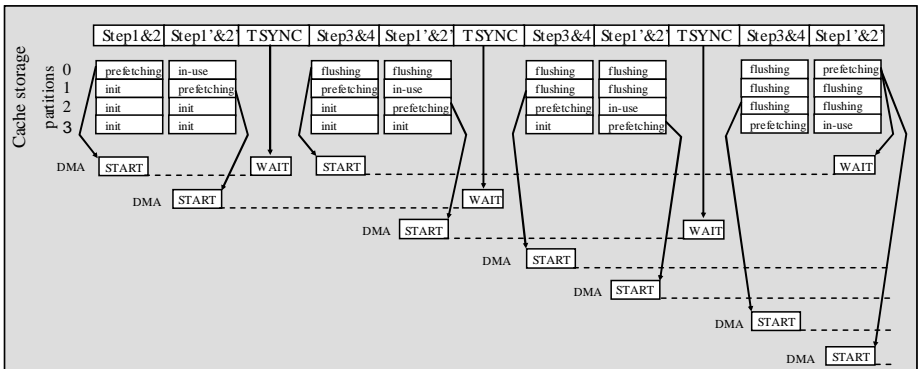 Step1&2 Step1'&2' TSYNC Step3&4 Step1'&2' TSYNC Step3&4 Step1'&2' TSYNC Step3&4 Step1'&2'
Cache storage
partitions
0 prefetching in-use flushing flushing flushing flushing flushing prefetching
1 init prefetching prefetching in-use flushing flushing flushing flushing
2 init init init prefetching prefetching in-use flushing flushing
3 init init init init init prefetching prefetching in-use
DMA START WAIT START WAIT
DMA START WAIT
DMA START WAIT
DMA START
DMA START
DMA START
DMA START